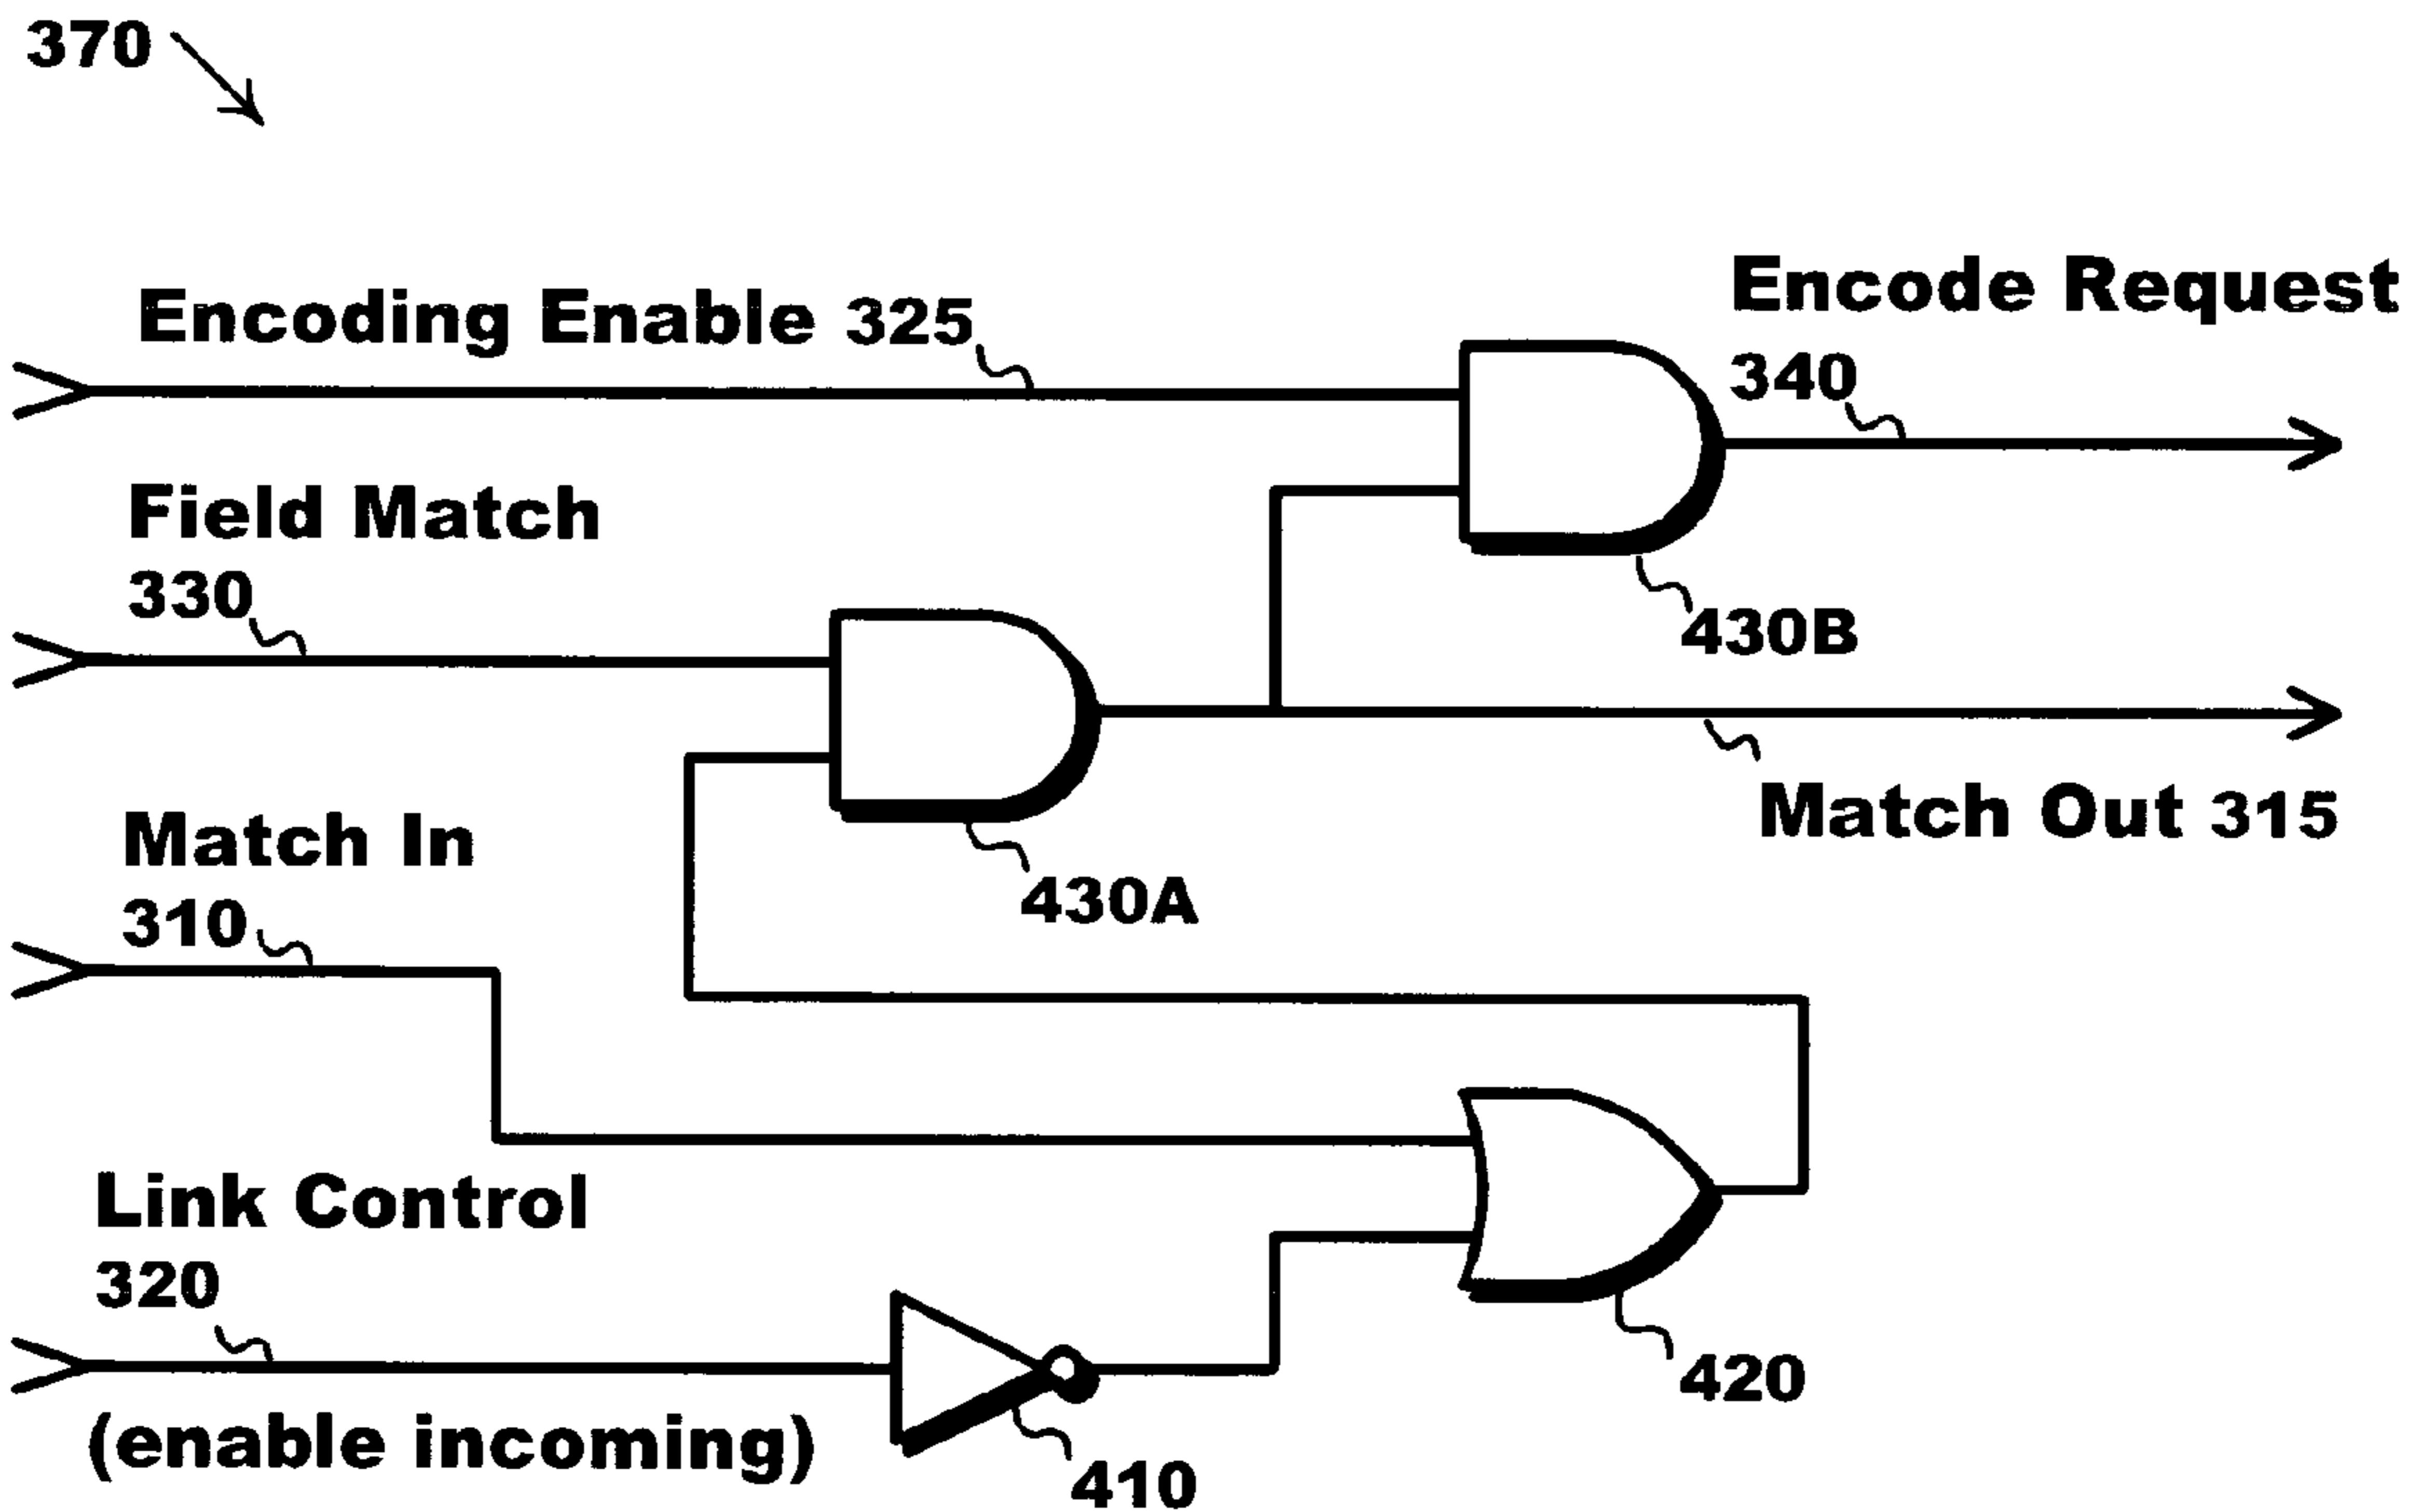 370
Encoding Enable 325
Encode Request
340
Field Match
330
430B
Match Out 315
Match In
310
430A
Link Control
320
(enable incoming)
420
410